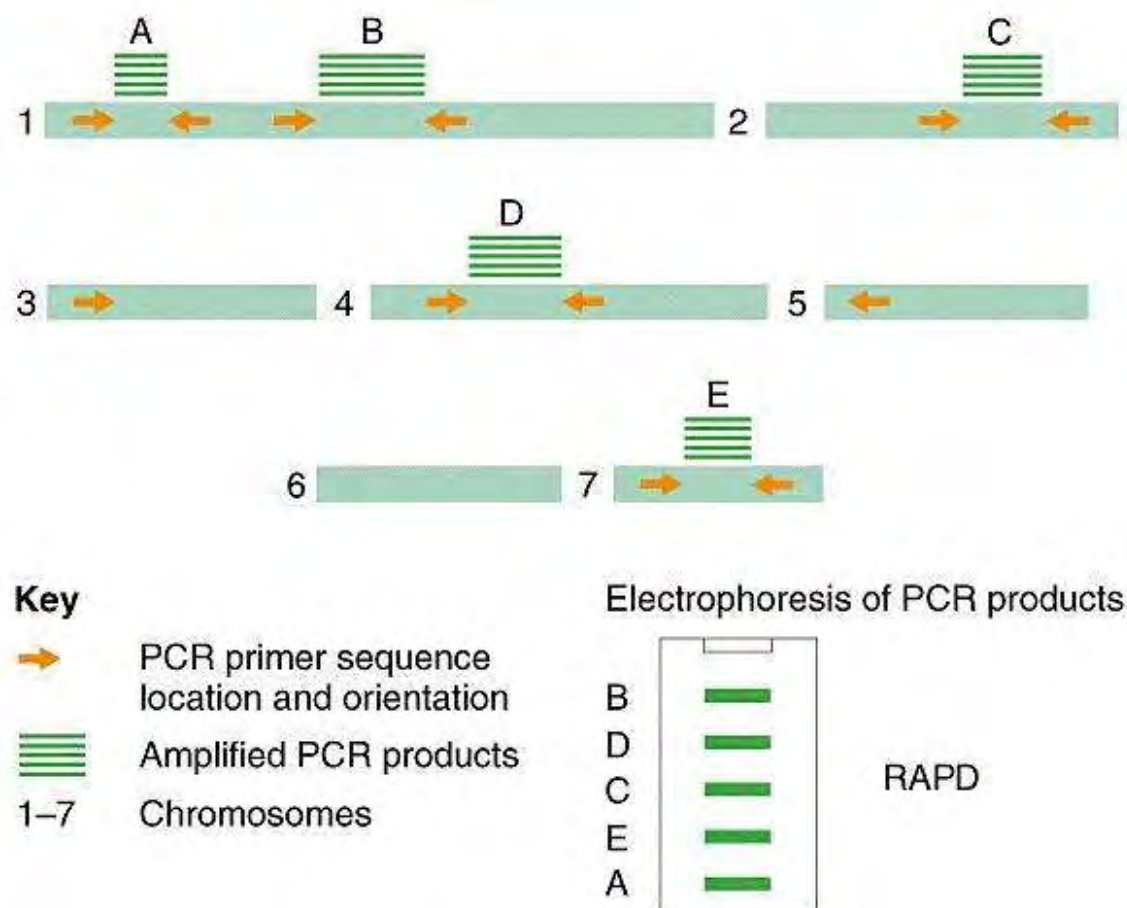 A B C
1 2
D
3 4 5
E
6 7
Key
PCR primer sequence
location and orientation
Amplified PCR products
1–7 Chromosomes
Electrophoresis of PCR products
B
D
C
E
A
RAPD